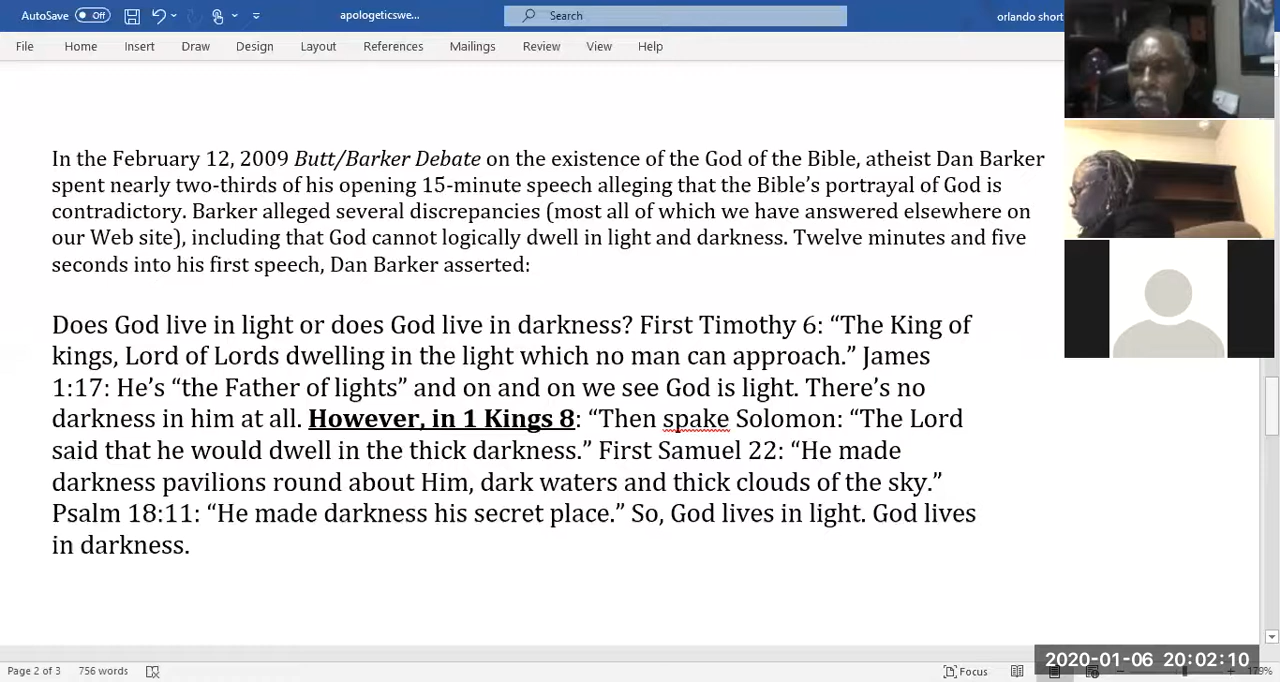 AutoSave Off apologeticswe... Search orlando short
File Home Insert Draw Design Layout References Mailings Review View Help
In the February 12, 2009 Butt/Barker Debate on the existence of the God of the Bible, atheist Dan Barker
spent nearly two-thirds of his opening 15-minute speech alleging that the Bible’s portrayal of God is
contradictory. Barker alleged several discrepancies (most all of which we have answered elsewhere on
our Web site), including that God cannot logically dwell in light and darkness. Twelve minutes and five
seconds into his first speech, Dan Barker asserted:
Does God live in light or does God live in darkness? First Timothy 6: “The King of
kings, Lord of Lords dwelling in the light which no man can approach.” James
1:17: He’s “the Father of lights” and on and on we see God is light. There’s no
darkness in him at all. However, in 1 Kings 8: “Then spake Solomon: “The Lord
said that he would dwell in the thick darkness.” First Samuel 22: “He made
darkness pavilions round about Him, dark waters and thick clouds of the sky.”
Psalm 18:11: “He made darkness his secret place.” So, God lives in light. God lives
in darkness.
2020-01-06 20:02:10
Page 2 of 3 756 words Focus 179%